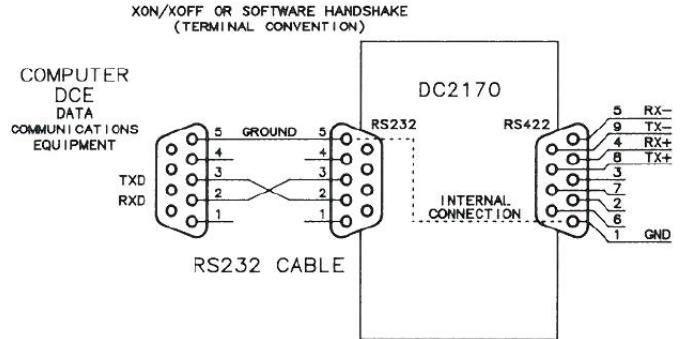 XON/XOFF OR SOFTWARE HANDSHAKE
(TERMINAL CONVENTION)
COMPUTER
DCE
DATA
COMMUNICATIONS
EQUIPMENT
TXD
RXD
5
4
3
2
1
GROUND
5
4
3
2
1
RS232 CABLE
DC2170
RS232
RS422
INTERNAL
CONNECTION
5 RX-
9 TX-
4 RX+
8 TX+
3
7
2
6
1 GND